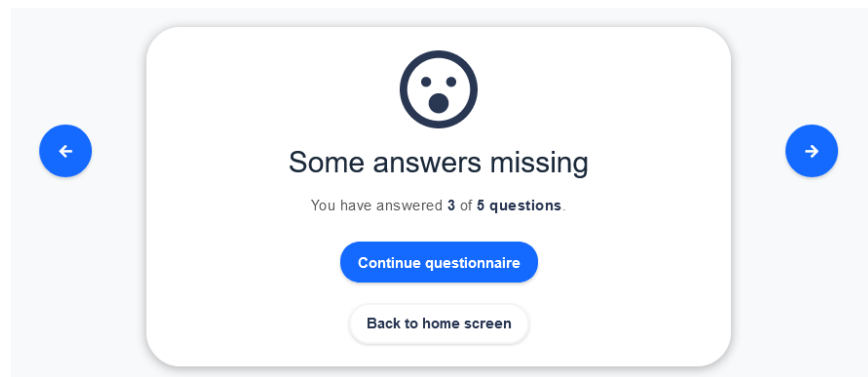 Some answers missing
You have answered 3 of 5 questions.
Continue questionnaire
Back to home screen